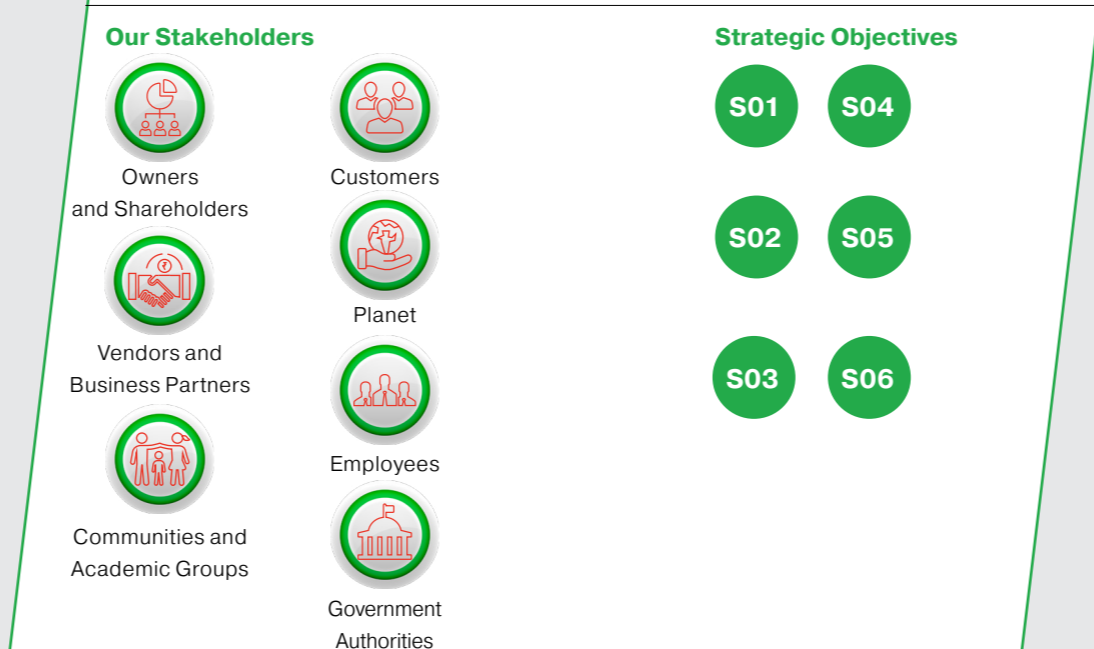 Our Stakeholders
Owners
and Shareholders
Vendors and
Business Partners
Communities and
Academic Groups
Customers
Planet
Employees
Government
Authorities
Strategic Objectives
S01
S04
S02
S05
S03
S06